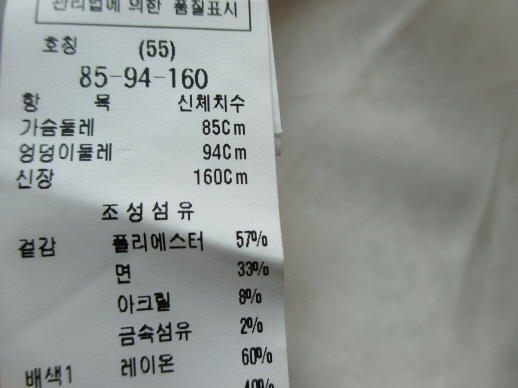 관리법에 의한 품질표시
호칭 (55)
85-94-160
항 목 신체치수
가슴둘레 85Cm
엉덩이둘레 94Cm
신장 160Cm
조성섬유
겉감 폴리에스터 57%
면 33%
아크릴 8%
금속섬유 2%
배색1 레이온 60%
40%